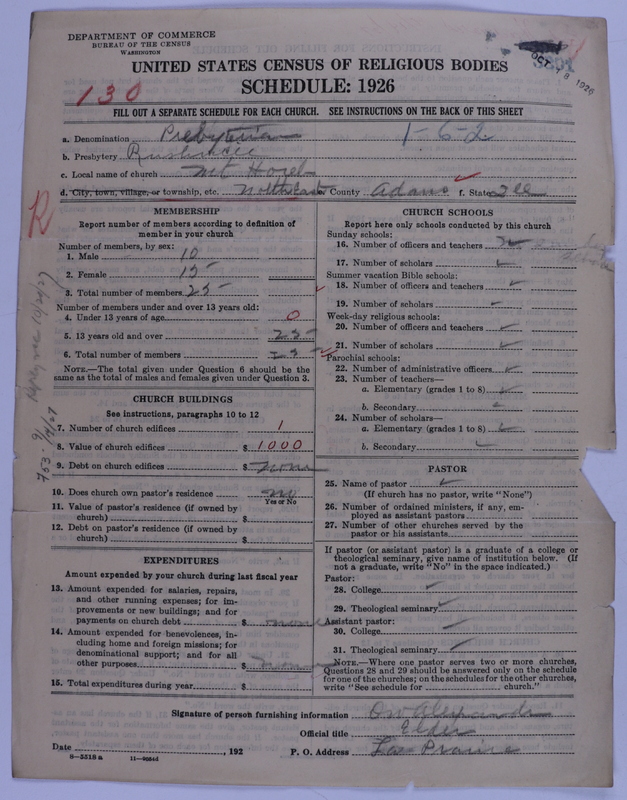 DEPARTMENT OF COMMERCE
BUREAU OF THE CENSUS
WASHINGTON
OCT 18 1926
UNITED STATES CENSUS OF RELIGIOUS BODIES
SCHEDULE: 1926
130
FILL OUT A SEPARATE SCHEDULE FOR EACH CHURCH. SEE INSTRUCTIONS ON THE BACK OF THIS SHEET
a. Denomination Presbyterian 1-6-2
b. Presbytery Rushville
c. Local name of church Mt Horeb
d. City, town, village, or township, etc. Northeast County Adams f. State Ill
R
MEMBERSHIP
Report number of members according to definition of
member in your church
Number of members, by sex:
1. Male 10
2. Female 15
3. Total number of members 25
Number of members under and over 13 years old:
4. Under 13 years of age 0
5. 13 years old and over 25
6. Total number of members 25
NOTE.—The total given under Question 6 should be the
same as the total of males and females given under Question 3.
CHURCH BUILDINGS
See instructions, paragraphs 10 to 12
7. Number of church edifices 1
8. Value of church edifices $ 1000
9. Debt on church edifices $ none
10. Does church own pastor's residence no
Yes or No
11. Value of pastor's residence (if owned by
church) $
12. Debt on pastor's residence (if owned by
church) $
EXPENDITURES
Amount expended by your church during last fiscal year
13. Amount expended for salaries, repairs,
and other running expenses; for im-
provements or new buildings; and for
payments on church debt $ none
14. Amount expended for benevolences, in-
cluding home and foreign missions; for
denominational support; and for all
other purposes $ none
15. Total expenditures during year $
CHURCH SCHOOLS
Report here only schools conducted by this church
Sunday schools:
16. Number of officers and teachers
17. Number of scholars
Summer vacation Bible schools:
18. Number of officers and teachers
19. Number of scholars
Week-day religious schools:
20. Number of officers and teachers
21. Number of scholars
Parochial schools:
22. Number of administrative officers
23. Number of teachers—
a. Elementary (grades 1 to 8)
b. Secondary
24. Number of scholars—
a. Elementary (grades 1 to 8)
b. Secondary
PASTOR
25. Name of pastor
(If church has no pastor, write "None")
26. Number of ordained ministers, if any, em-
ployed as assistant pastors
27. Number of other churches served by the
pastor or his assistants
If pastor (or assistant pastor) is a graduate of a college or
theological seminary, give name of institution below. (If
not a graduate, write "No" in the space indicated.)
Pastor:
28. College
29. Theological seminary
Assistant pastor:
30. College
31. Theological seminary
NOTE.—Where one pastor serves two or more churches,
Questions 28 and 29 should be answered only on the schedule
for one of the churches; on the schedules for the other churches,
write "See schedule for church."
Signature of person furnishing information O W Alexander
Official title Elder
Date , 192
P. O. Address La Prairie
8-5518 a